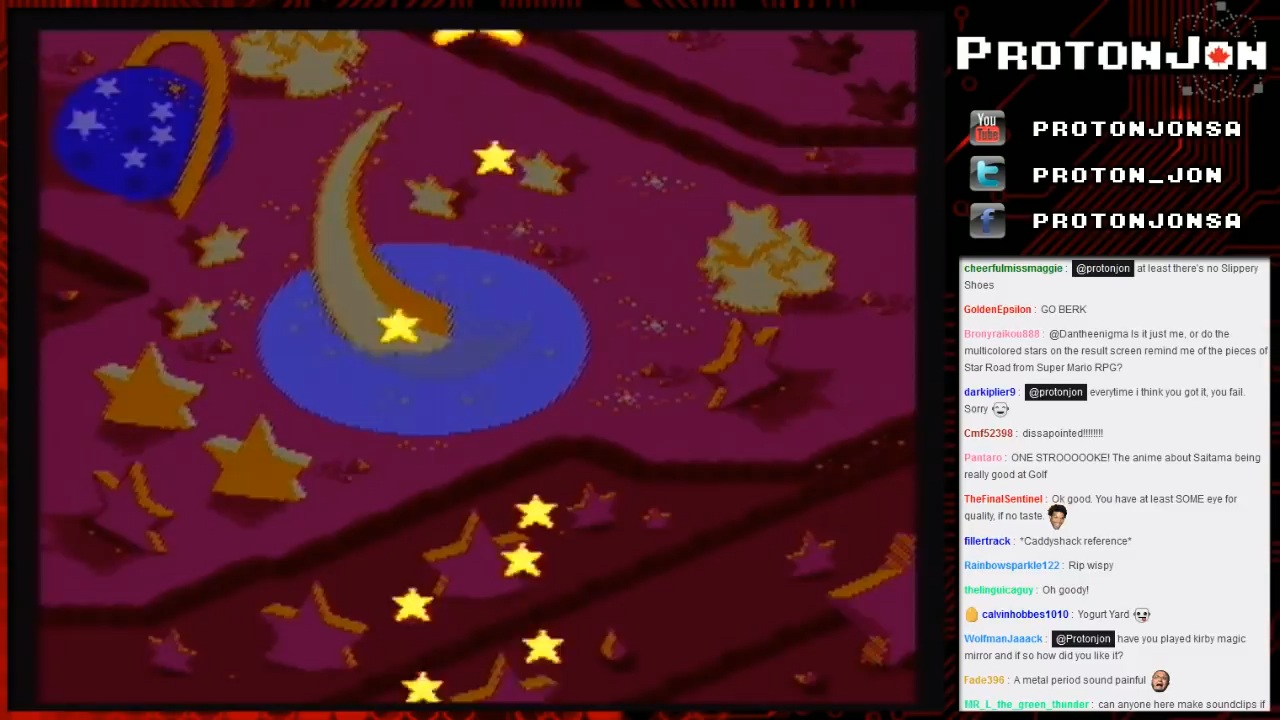 PROTONJON
You
Tube
PROTONJONSA
PROTON_JON
PROTONJONSA
cheerfulmissmaggie : @protonjon at least there's no Slippery
Shoes
GoldenEpsilon : GO BERK
Bronyraikou888 : @Dantheenigma Is it just me, or do the
multicolored stars on the result screen remind me of the pieces of
Star Road from Super Mario RPG?
darkiplier9 : @protonjon everytime i think you got it, you fail.
Sorry
Cmf52398 : dissapointed!!!!!!!!
Pantaro : ONE STROOOOOKE! The anime about Saitama being
really good at Golf
TheFinalSentinel : Ok good. You have at least SOME eye for
quality, if no taste.
fillertrack : *Caddyshack reference*
Rainbowsparkle122 : Rip wispy
thelinguicaguy : Oh goody!
calvinhobbes1010 : Yogurt Yard
WolfmanJaaack : @Protonjon have you played kirby magic
mirror and if so how did you like it?
Fade396 : A metal period sound painful
MR_L_the_green_thunder : can anyone here make soundclips if